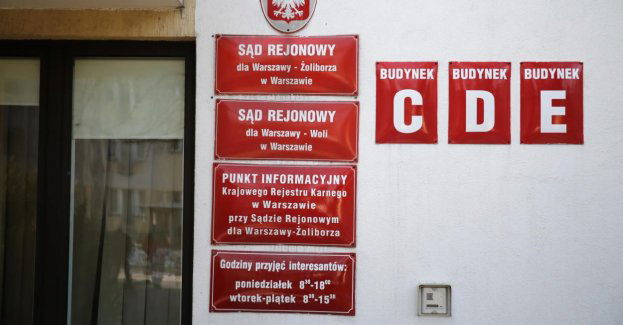 SĄD REJONOWY
dla Warszawy - Żoliborza
w Warszawie
SĄD REJONOWY
dla Warszawy - Woli
w Warszawie
PUNKT INFORMACYJNY
Krajowego Rejestru Karnego
w Warszawie
przy Sądzie Rejonowym
dla Warszawy-Żoliborza
Godziny przyjęć interesantów:
poniedziałek 8³⁰-18⁰⁰
wtorek-piątek 8³⁰-15³⁰
BUDYNEK
C
BUDYNEK
D
BUDYNEK
E